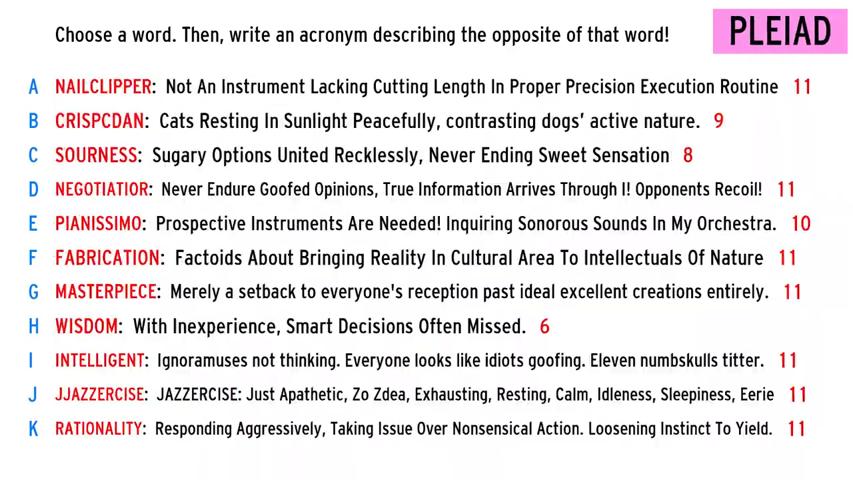 Choose a word. Then, write an acronym describing the opposite of that word!
PLEIAD
A NAILCLIPPER: Not An Instrument Lacking Cutting Length In Proper Precision Execution Routine 11
B CRISPCDAN: Cats Resting In Sunlight Peacefully, contrasting dogs' active nature. 9
C SOURNESS: Sugary Options United Recklessly, Never Ending Sweet Sensation 8
D NEGOTIATIOR: Never Endure Goofed Opinions, True Information Arrives Through I! Opponents Recoil! 11
E PIANISSIMO: Prospective Instruments Are Needed! Inquiring Sonorous Sounds In My Orchestra. 10
F FABRICATION: Factoids About Bringing Reality In Cultural Area To Intellectuals Of Nature 11
G MASTERPIECE: Merely a setback to everyone's reception past ideal excellent creations entirely. 11
H WISDOM: With Inexperience, Smart Decisions Often Missed. 6
I INTELLIGENT: Ignoramuses not thinking. Everyone looks like idiots goofing. Eleven numbskulls titter. 11
J JJAZZERCISE: JAZZERCISE: Just Apathetic, Zo Zdea, Exhausting, Resting, Calm, Idleness, Sleepiness, Eerie 11
K RATIONALITY: Responding Aggressively, Taking Issue Over Nonsensical Action. Loosening Instinct To Yield. 11